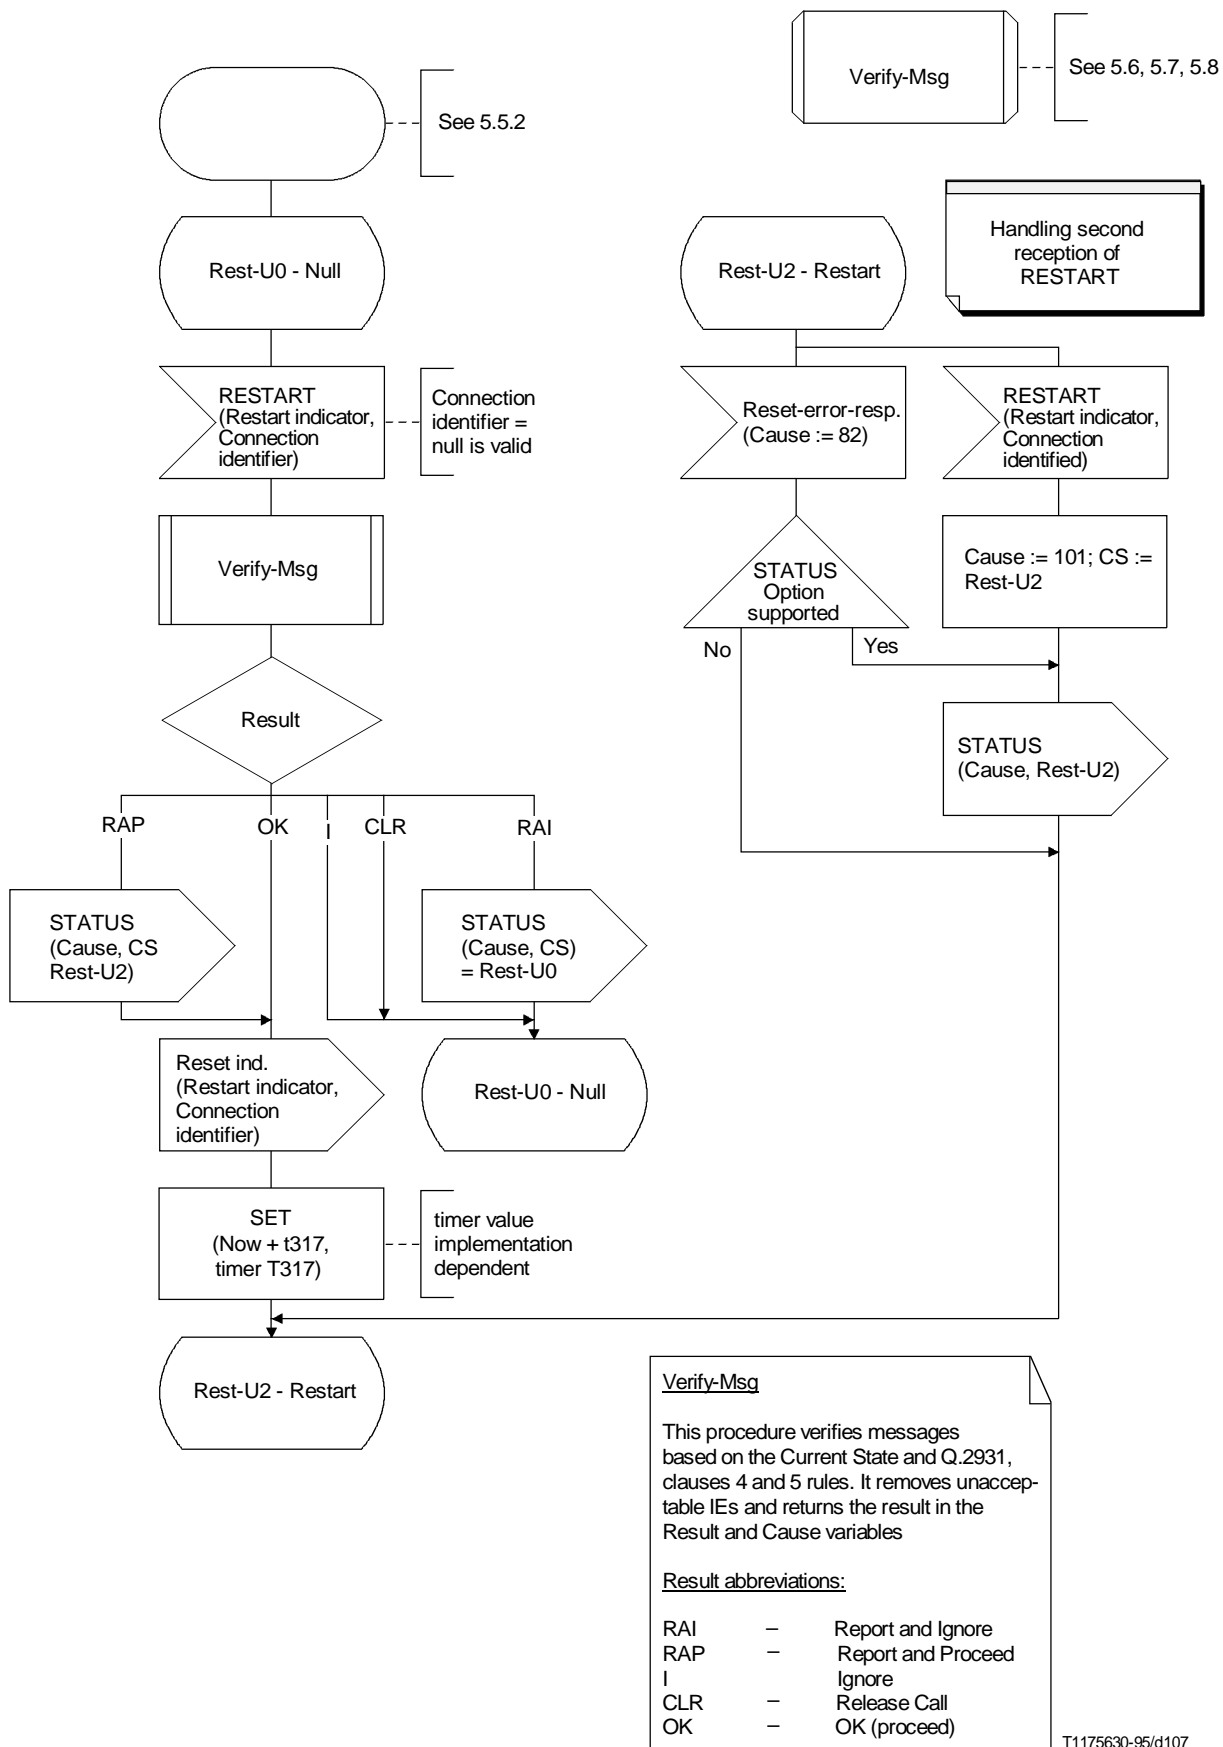 See 5.5.2
Verify-Msg
See 5.6, 5.7, 5.8
Rest-U0 - Null
Rest-U2 - Restart
Handling second
reception of
RESTART
RESTART
(Restart indicator,
Connection
identifier)
Connection
identifier =
null is valid
Reset-error-resp.
(Cause := 82)
RESTART
(Restart indicator,
Connection
identified)
Verify-Msg
STATUS
Option
supported
Cause := 101; CS :=
Rest-U2
No
Yes
Result
STATUS
(Cause, Rest-U2)
RAP
OK
I
CLR
RAI
STATUS
(Cause, CS
Rest-U2)
STATUS
(Cause, CS)
= Rest-U0
Reset ind.
(Restart indicator,
Connection
identifier)
Rest-U0 - Null
SET
(Now + t317,
timer T317)
timer value
implementation
dependent
Rest-U2 - Restart
Verify-Msg
This procedure verifies messages
based on the Current State and Q.2931,
clauses 4 and 5 rules. It removes unaccep-
table IEs and returns the result in the
Result and Cause variables
Result abbreviations:
RAI – Report and Ignore
RAP – Report and Proceed
I Ignore
CLR – Release Call
OK – OK (proceed)
T1175630-95/d107